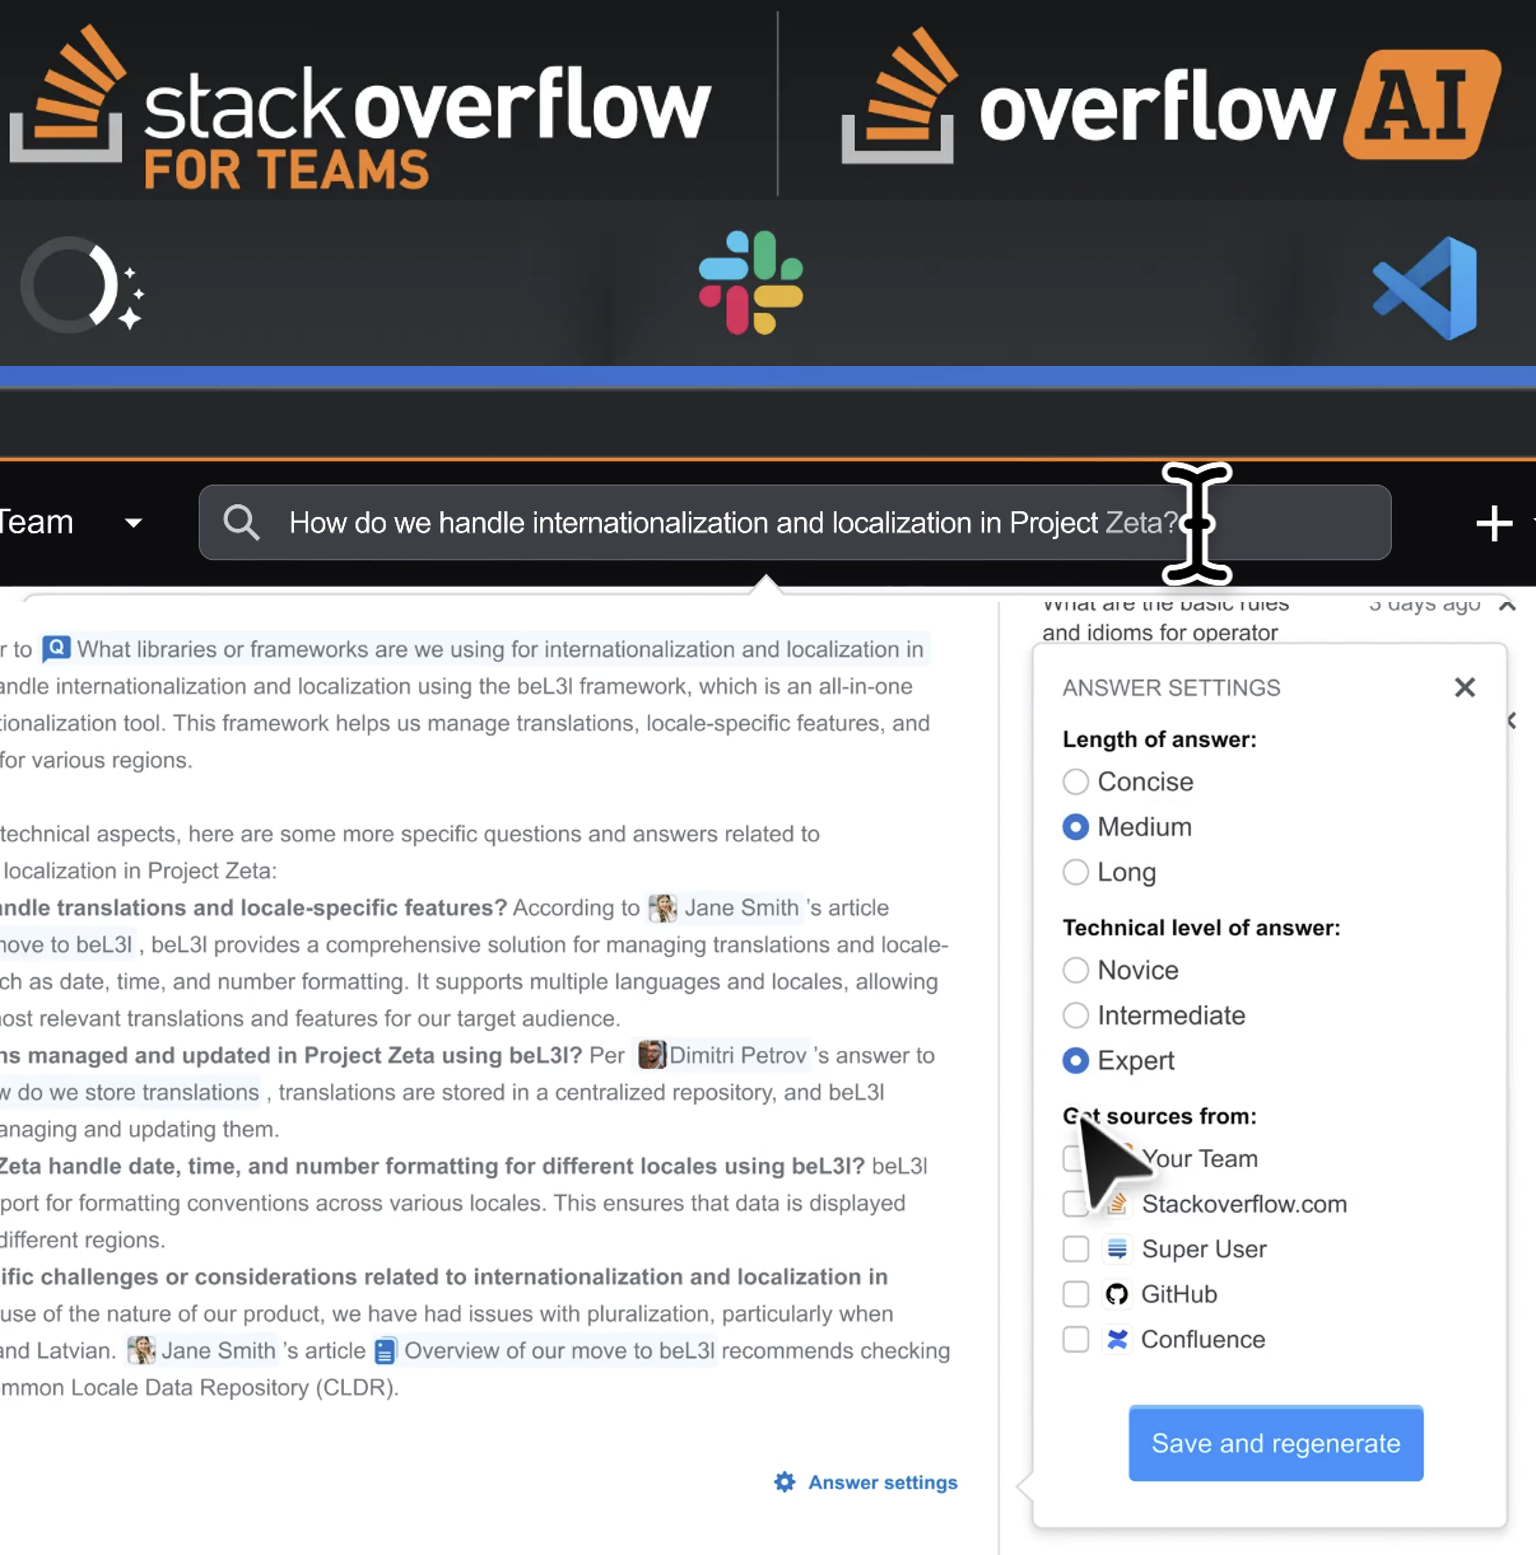 stackoverflow
FOR TEAMS
overflow AI
Team
How do we handle internationalization and localization in Project Zeta?
What are the basic rules
3 days ago
and idioms for operator
r to Q What libraries or frameworks are we using for internationalization and localization in
andle internationalization and localization using the beL3l framework, which is an all-in-one
tionalization tool. This framework helps us manage translations, locale-specific features, and
for various regions.
technical aspects, here are some more specific questions and answers related to
localization in Project Zeta:
andle translations and locale-specific features? According to Jane Smith 's article
move to beL3l , beL3l provides a comprehensive solution for managing translations and locale-
ch as date, time, and number formatting. It supports multiple languages and locales, allowing
ost relevant translations and features for our target audience.
ns managed and updated in Project Zeta using beL3l? Per Dimitri Petrov 's answer to
w do we store translations , translations are stored in a centralized repository, and beL3l
anaging and updating them.
Zeta handle date, time, and number formatting for different locales using beL3l? beL3l
port for formatting conventions across various locales. This ensures that data is displayed
different regions.
ific challenges or considerations related to internationalization and localization in
use of the nature of our product, we have had issues with pluralization, particularly when
and Latvian. Jane Smith 's article Overview of our move to beL3l recommends checking
mmon Locale Data Repository (CLDR).
Answer settings
ANSWER SETTINGS
Length of answer:
Concise
Medium
Long
Technical level of answer:
Novice
Intermediate
Expert
Get sources from:
Your Team
Stackoverflow.com
Super User
GitHub
Confluence
Save and regenerate